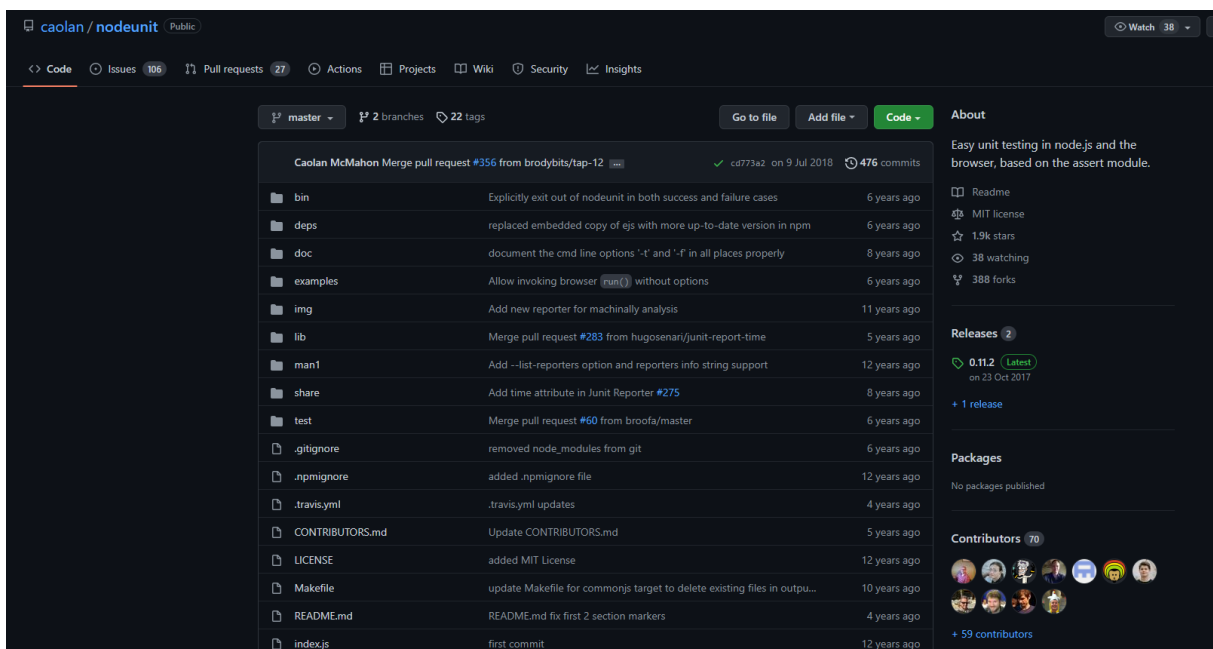 caolan / nodeunit Public
Watch 38
Code Issues 106 Pull requests 27 Actions Projects Wiki Security Insights
master 2 branches 22 tags Go to file Add file Code
Caolan McMahon Merge pull request #356 from brodybits/tap-12 ... cd773a2 on 9 Jul 2018 476 commits
bin Explicitly exit out of nodeunit in both success and failure cases 6 years ago
deps replaced embedded copy of ejs with more up-to-date version in npm 6 years ago
doc document the cmd line options '-t' and '-f' in all places properly 8 years ago
examples Allow invoking browser run() without options 6 years ago
img Add new reporter for machinally analysis 11 years ago
lib Merge pull request #283 from hugosenari/junit-report-time 5 years ago
man1 Add --list-reporters option and reporters info string support 12 years ago
share Add time attribute in Junit Reporter #275 8 years ago
test Merge pull request #60 from broofa/master 6 years ago
.gitignore removed node_modules from git 6 years ago
.npmignore added .npmignore file 12 years ago
.travis.yml .travis.yml updates 4 years ago
CONTRIBUTORS.md Update CONTRIBUTORS.md 5 years ago
LICENSE added MIT License 12 years ago
Makefile update Makefile for commonjs target to delete existing files in outpu... 10 years ago
README.md README.md fix first 2 section markers 4 years ago
index.js first commit 12 years ago
About
Easy unit testing in node.js and the
browser, based on the assert module.
Readme
MIT license
1.9k stars
38 watching
388 forks
Releases 2
0.11.2 Latest
on 23 Oct 2017
+ 1 release
Packages
No packages published
Contributors 70
+ 59 contributors